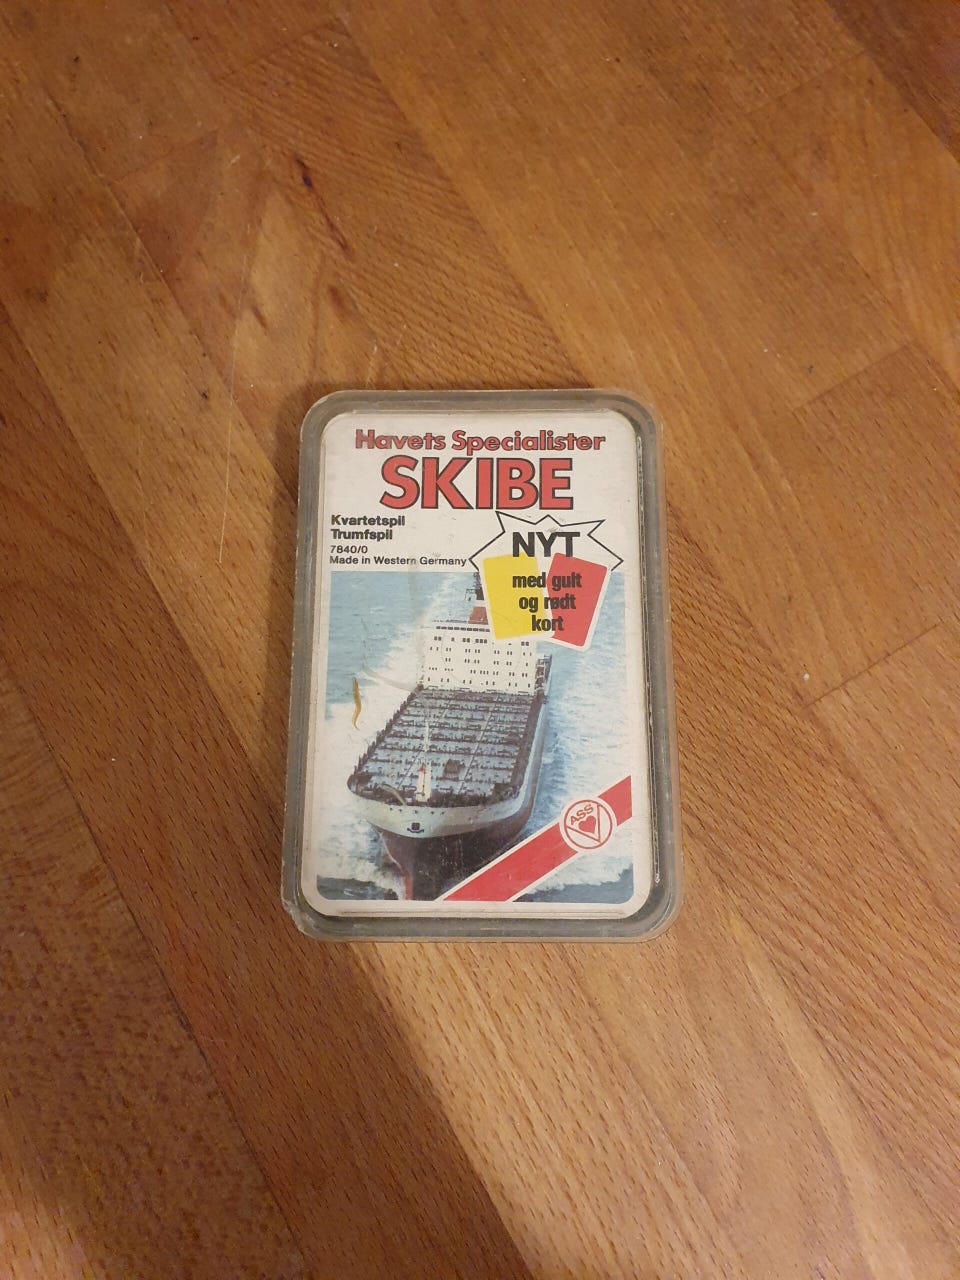 Havets Specialister
SKIBE
Kvartetspil
Trumfspil
7840/0
Made in Western Germany
NYT
med gult
og rødt
kort
ASS